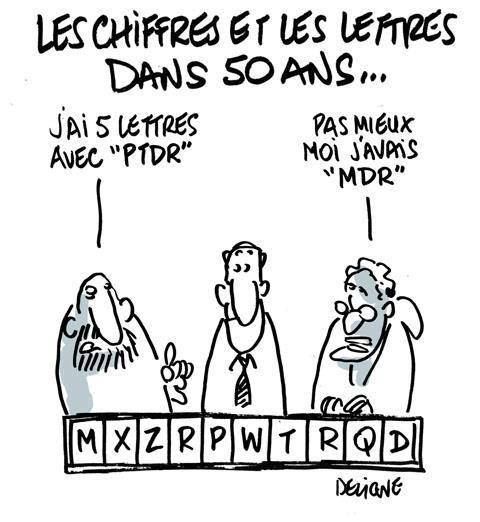 LES CHIFFRES ET LES LETTRES
DANS 50 ANS...
J'AI 5 LETTRES
AVEC "PTDR"
PAS MIEUX
MOI J'AVAIS
"MDR"
M X Z R P W T R Q D
DELIGNE